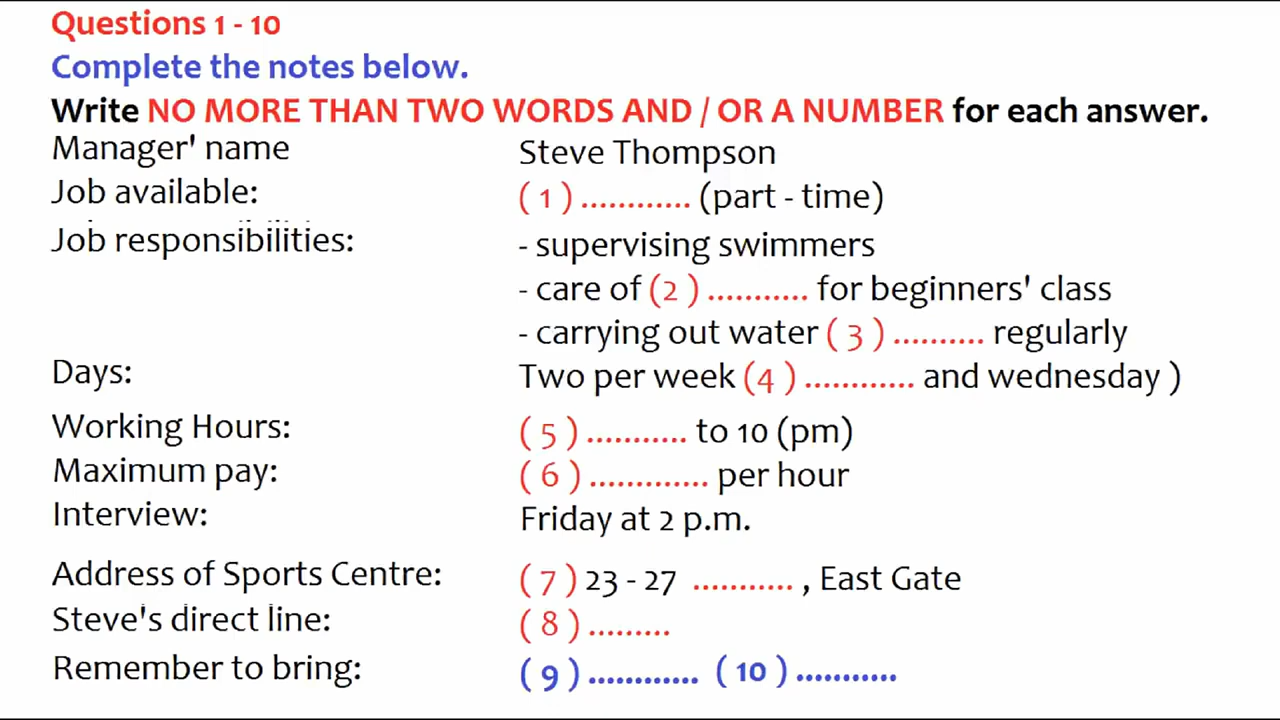 Questions 1 - 10
Complete the notes below.
Write NO MORE THAN TWO WORDS AND / OR A NUMBER for each answer.
Manager' name Steve Thompson
Job available: ( 1 ) ............ (part - time)
Job responsibilities: - supervising swimmers
- care of (2 ) ........... for beginners' class
- carrying out water ( 3 ) .......... regularly
Days: Two per week (4 ) ............ and wednesday )
Working Hours: ( 5 ) ........... to 10 (pm)
Maximum pay: ( 6 ) ............. per hour
Interview: Friday at 2 p.m.
Address of Sports Centre: ( 7 ) 23 - 27 ........... , East Gate
Steve's direct line: ( 8 ) .........
Remember to bring: ( 9 ) ............ ( 10 ) ...........